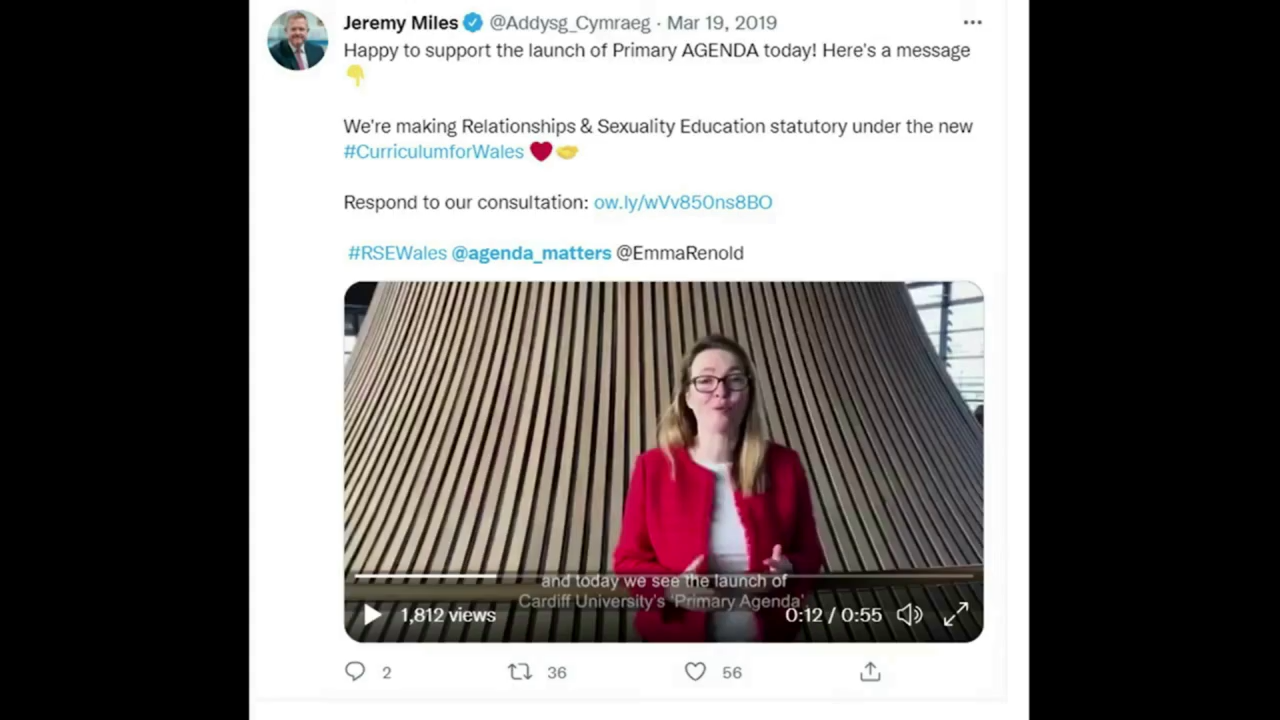 Jeremy Miles @Addysg_Cymraeg · Mar 19, 2019
Happy to support the launch of Primary AGENDA today! Here's a message
We're making Relationships & Sexuality Education statutory under the new
#CurriculumforWales
Respond to our consultation: ow.ly/wVv850ns8BO
#RSEWales @agenda_matters @EmmaRenold
and today we see the launch of
Cardiff University's 'Primary Agenda'
1,812 views
0:12 / 0:55
2
36
56